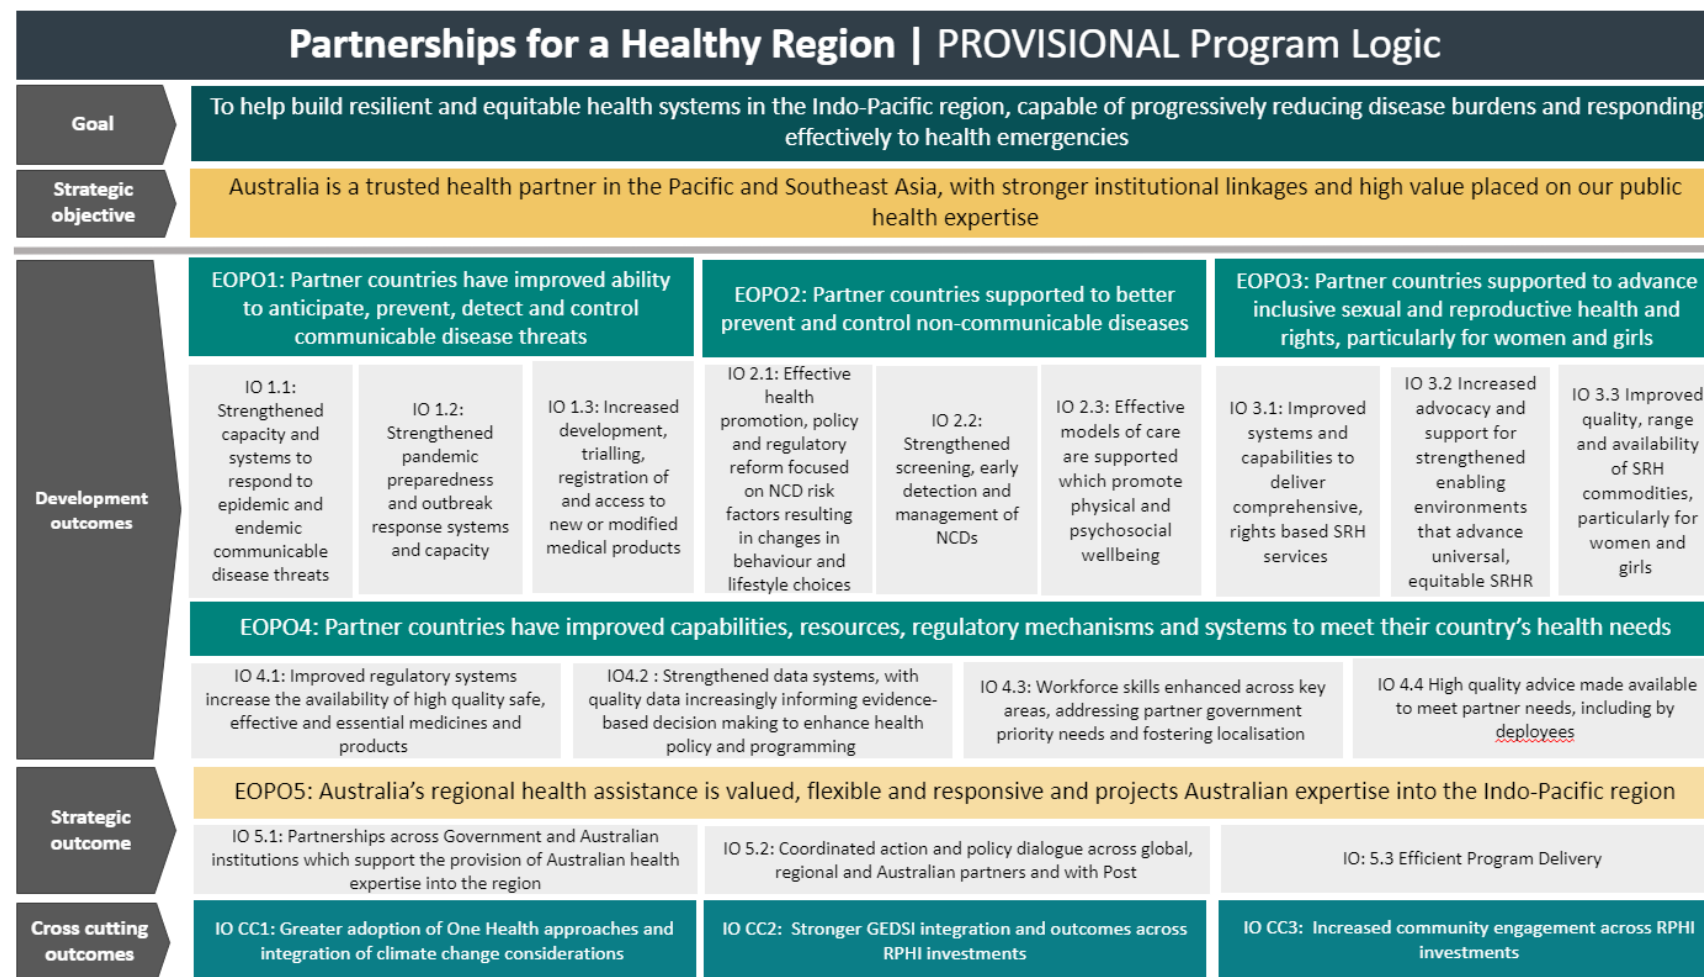 Partnerships for a Healthy Region | PROVISIONAL Program Logic
Goal
To help build resilient and equitable health systems in the Indo-Pacific region, capable of progressively reducing disease burdens and responding
effectively to health emergencies
Strategic
objective
Australia is a trusted health partner in the Pacific and Southeast Asia, with stronger institutional linkages and high value placed on our public
health expertise
Development
outcomes
EOPO1: Partner countries have improved ability
to anticipate, prevent, detect and control
communicable disease threats
EOPO2: Partner countries supported to better
prevent and control non-communicable diseases
EOPO3: Partner countries supported to advance
inclusive sexual and reproductive health and
rights, particularly for women and girls
IO 1.1:
Strengthened
capacity and
systems to
respond to
epidemic and
endemic
communicable
disease threats
IO 1.2:
Strengthened
pandemic
preparedness
and outbreak
response systems
and capacity
IO 1.3: Increased
development,
trialling,
registration of
and access to
new or modified
medical products
IO 2.1: Effective
health
promotion, policy
and regulatory
reform focused
on NCD risk
factors resulting
in changes in
behaviour and
lifestyle choices
IO 2.2:
Strengthened
screening, early
detection and
management of
NCDs
IO 2.3: Effective
models of care
are supported
which promote
physical and
psychosocial
wellbeing
IO 3.1: Improved
systems and
capabilities to
deliver
comprehensive,
rights based SRH
services
IO 3.2 Increased
advocacy and
support for
strengthened
enabling
environments
that advance
universal,
equitable SRHR
IO 3.3 Improved
quality, range
and availability
of SRH
commodities,
particularly for
women and
girls
EOPO4: Partner countries have improved capabilities, resources, regulatory mechanisms and systems to meet their country's health needs
IO 4.1: Improved regulatory systems
increase the availability of high quality safe,
effective and essential medicines and
products
IO4.2 : Strengthened data systems, with
quality data increasingly informing evidence-
based decision making to enhance health
policy and programming
IO 4.3: Workforce skills enhanced across key
areas, addressing partner government
priority needs and fostering localisation
IO 4.4 High quality advice made available
to meet partner needs, including by
deployees
Strategic
outcome
EOPO5: Australia's regional health assistance is valued, flexible and responsive and projects Australian expertise into the Indo-Pacific region
IO 5.1: Partnerships across Government and Australian
institutions which support the provision of Australian health
expertise into the region
IO 5.2: Coordinated action and policy dialogue across global,
regional and Australian partners and with Post
IO: 5.3 Efficient Program Delivery
Cross cutting
outcomes
IO CC1: Greater adoption of One Health approaches and
integration of climate change considerations
IO CC2:  Stronger GEDSI integration and outcomes across
RPHI investments
IO CC3:  Increased community engagement across RPHI
investments